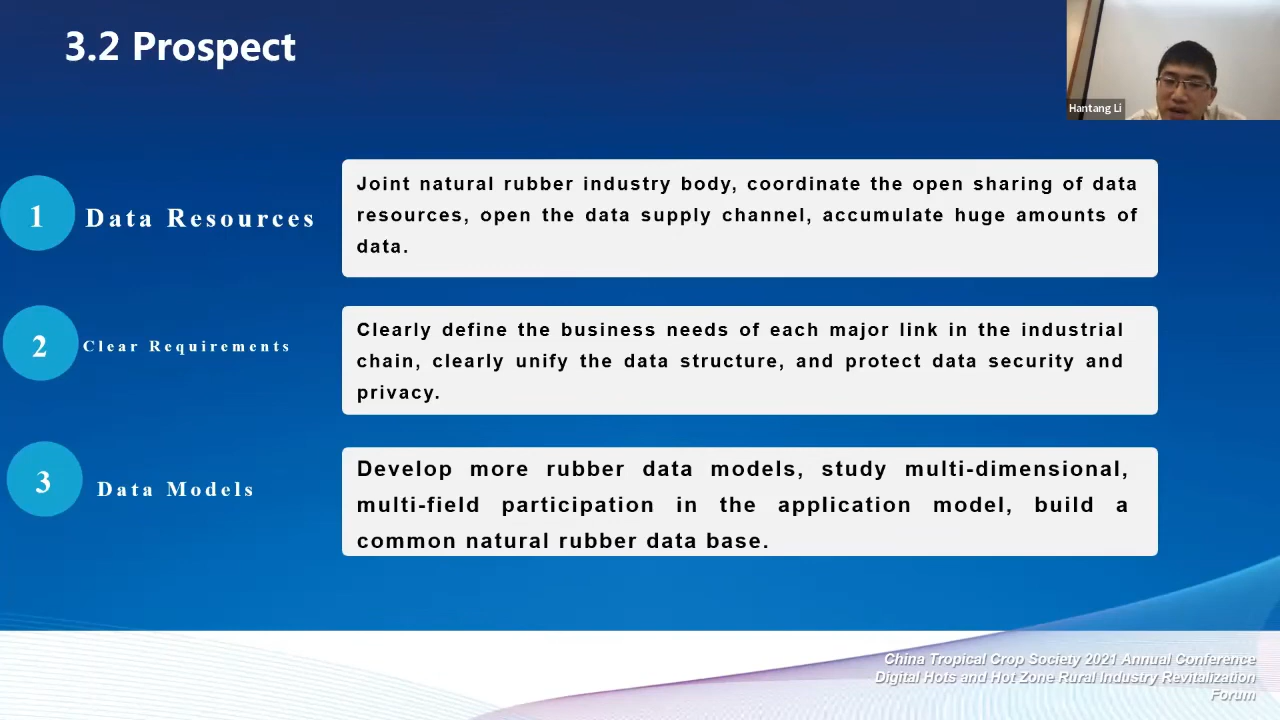 3.2 Prospect
Hantang Li
1
Data Resources
Joint natural rubber industry body, coordinate the open sharing of data
resources, open the data supply channel, accumulate huge amounts of
data.
2
Clear Requirements
Clearly define the business needs of each major link in the industrial
chain, clearly unify the data structure, and protect data security and
privacy.
3
Data Models
Develop more rubber data models, study multi-dimensional,
multi-field participation in the application model, build a
common natural rubber data base.
China Tropical Crop Society 2021 Annual Conference
Digital Hots and Hot Zone Rural Industry Revitalization
Forum